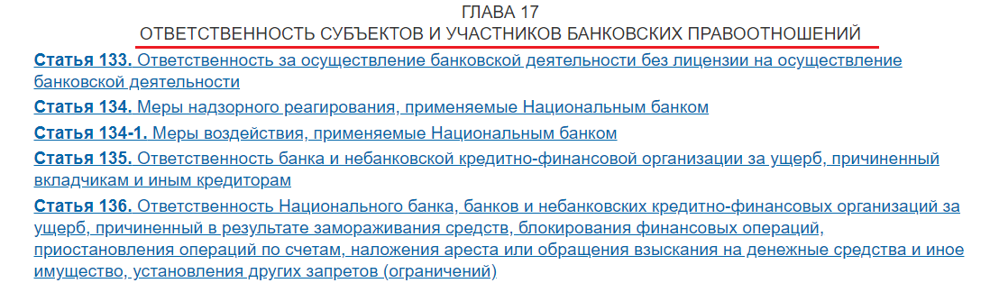 ГЛАВА 17
ОТВЕТСТВЕННОСТЬ СУБЪЕКТОВ И УЧАСТНИКОВ БАНКОВСКИХ ПРАВООТНОШЕНИЙ
Статья 133. Ответственность за осуществление банковской деятельности без лицензии на осуществление
банковской деятельности
Статья 134. Меры надзорного реагирования, применяемые Национальным банком
Статья 134-1. Меры воздействия, применяемые Национальным банком
Статья 135. Ответственность банка и небанковской кредитно-финансовой организации за ущерб, причиненный
вкладчикам и иным кредиторам
Статья 136. Ответственность Национального банка, банков и небанковских кредитно-финансовых организаций за
ущерб, причиненный в результате замораживания средств, блокирования финансовых операций,
приостановления операций по счетам, наложения ареста или обращения взыскания на денежные средства и иное
имущество, установления других запретов (ограничений)